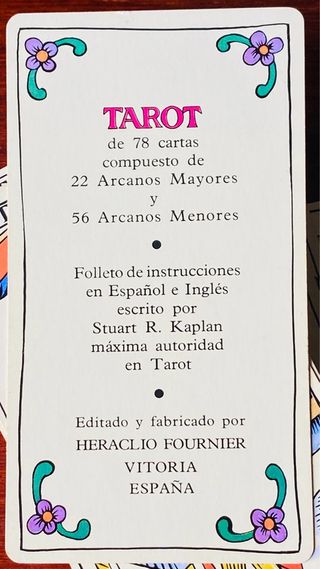 TAROT
de 78 cartas
compuesto de
22 Arcanos Mayores
y
56 Arcanos Menores
Folleto de instrucciones
en Español e Inglés
escrito por
Stuart R. Kaplan
máxima autoridad
en Tarot
Editado y fabricado por
HERACLIO FOURNIER
VITORIA
ESPAÑA